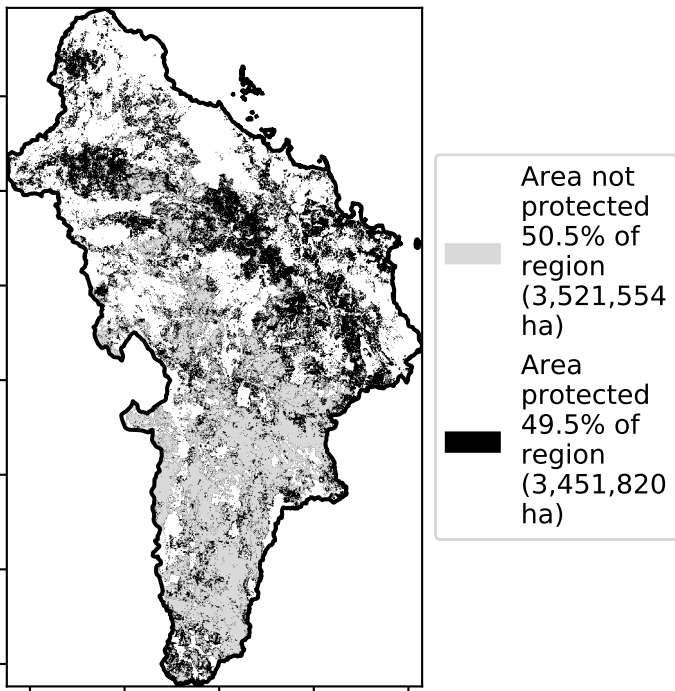 Area not
protected
50.5% of
region
(3,521,554
ha)
Area
protected
49.5% of
region
(3,451,820
ha)